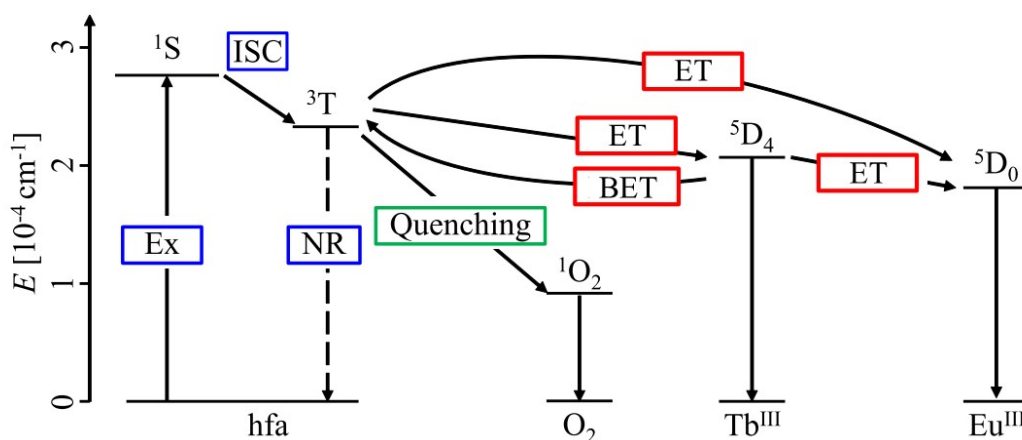 3
¹S
ISC
³T
ET
ET
⁵D₄
BET
ET
⁵D₀
2
Quenching
Ex
NR
¹O₂
1
E [10⁻⁴ cm⁻¹]
0
hfa
O₂
Tbᴵᴵᴵ
Euᴵᴵᴵ